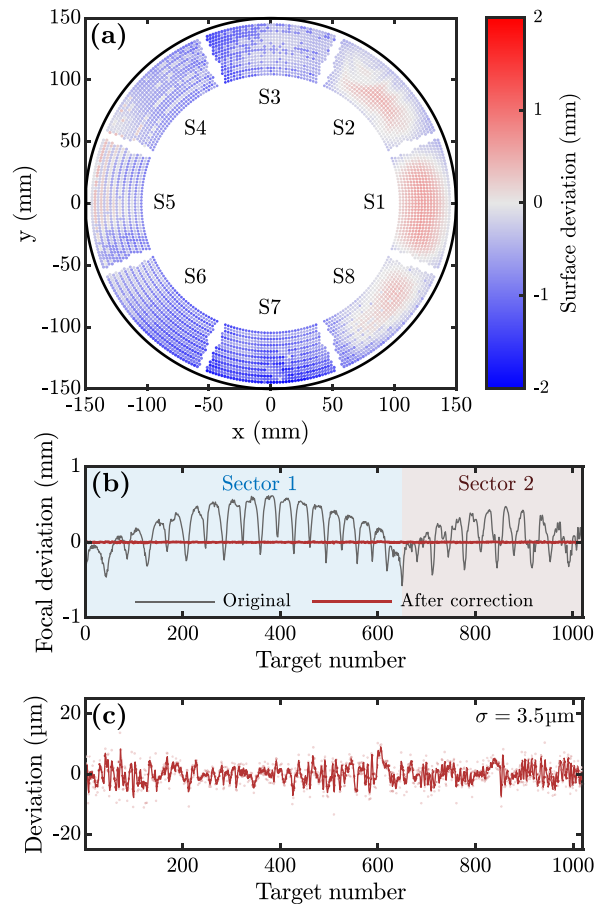 (a)
150
100
50
0
-50
-100
-150
y (mm)
S3
S4
S2
S5
S1
S6
S8
S7
-150
-100
-50
0
50
100
150
x (mm)
2
1
0
-1
-2
Surface deviation (mm)
(b)
Sector 1
Sector 2
1
0
-1
Focal deviation (mm)
Original
After correction
0
200
400
600
800
1000
Target number
(c)
σ = 3.5µm
25
0
-25
Deviation (µm)
200
400
600
800
1000
Target number